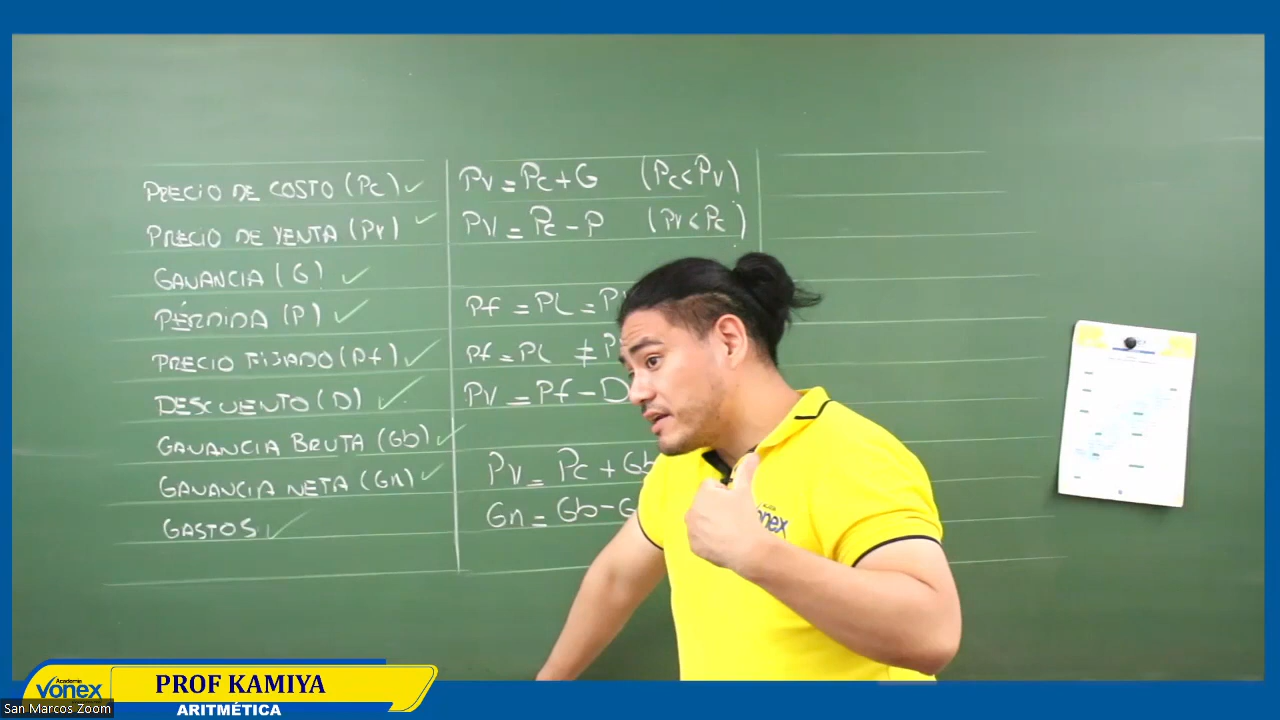 PRECIO DE COSTO (Pc) ✓
PRECIO DE VENTA (Pv) ✓
GANANCIA (G) ✓
PÉRDIDA (P) ✓
PRECIO FIJADO (Pf) ✓
DESCUENTO (D) ✓
GANANCIA BRUTA (Gb) ✓
GANANCIA NETA (Gn) ✓
GASTOS ✓
Pv = Pc + G (Pc < Pv)
Pv = Pc - P (Pv < Pc)
Pf = PL = P
Pf = PL ≠ P
Pv = Pf - D
Pv = Pc + Gb
Gn = Gb - G
Vonex
Academia
Vonex
PROF KAMIYA
ARITMÉTICA
San Marcos Zoom